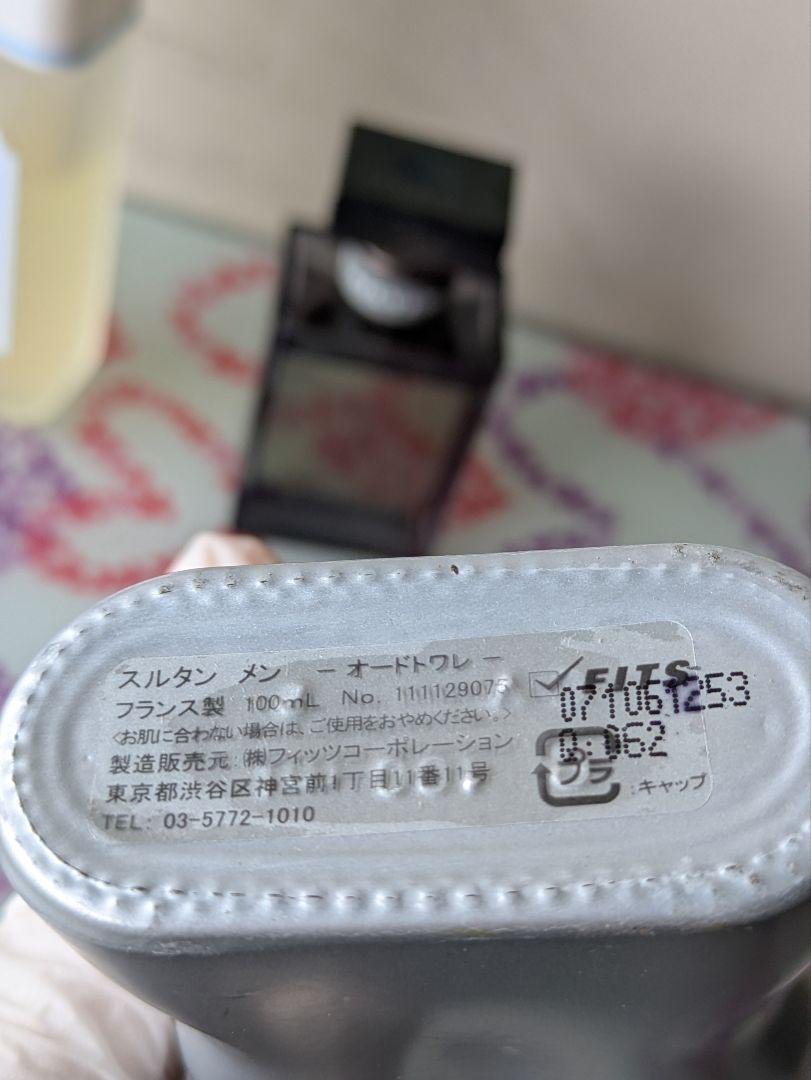 スルタン メン －オードトワレ－
フランス製 100mL No. 111129075
<お肌に合わない場合は、ご使用をおやめください。>
製造販売元:(株)フィッツコーポレーション
東京都渋谷区神宮前1丁目11番11号
TEL: 03-5772-1010
FITS
071061253
062
プラ
:キャップ